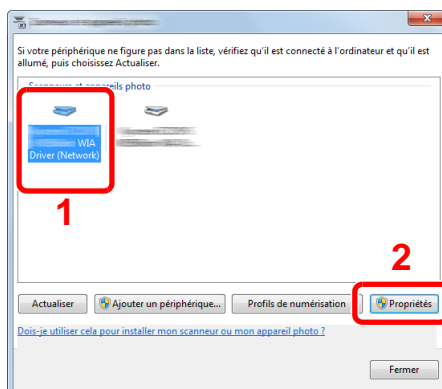 Si votre périphérique ne figure pas dans la liste, vérifiez qu'il est connecté à l'ordinateur et qu'il est
allumé, puis choisissez Actualiser.
Scanneurs et appareils photo
WIA
Driver (Network)
1
2
Actualiser
Ajouter un périphérique...
Profils de numérisation
Propriétés
Dois-je utiliser cela pour installer mon scanneur ou mon appareil photo ?
Fermer